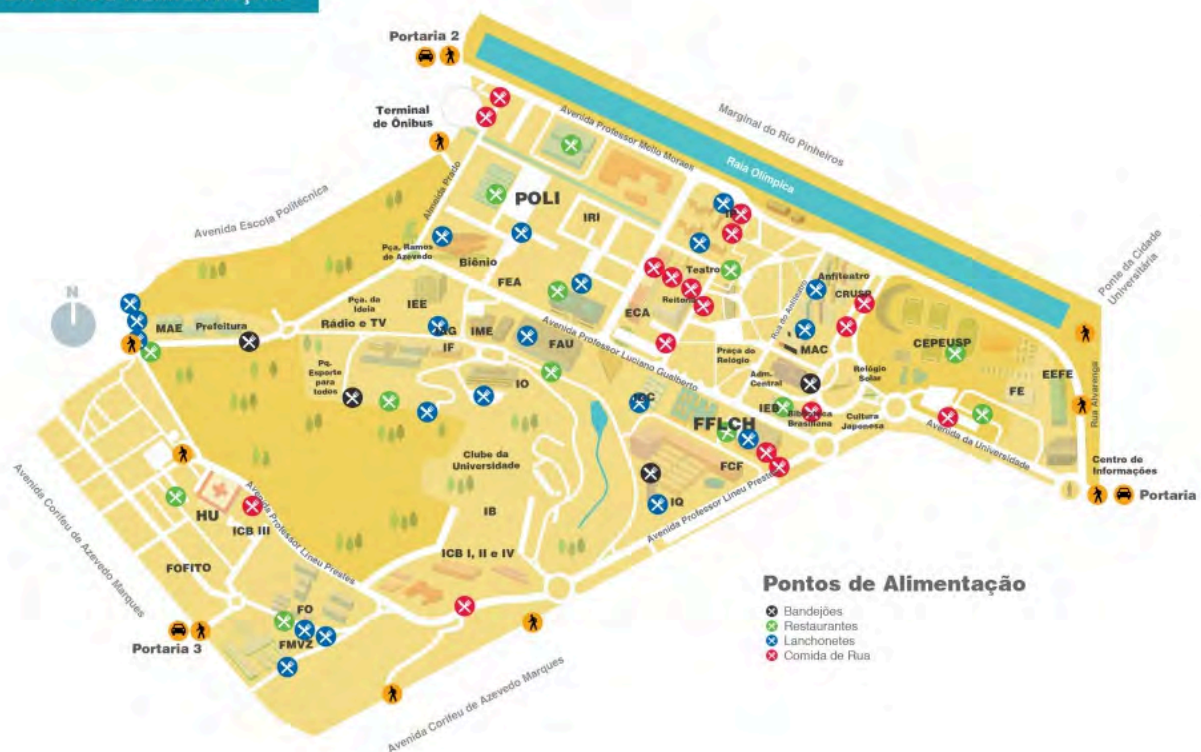 Portaria 2
Terminal
de Ônibus
Avenida Professor Mello Moraes
Marginal do Rio Pinheiros
Raia Olímpica
Ponte da Cidade
Universitária
Avenida Escola Politécnica
Almeida Prado
POLI
IRI
Pça. Ramos
de Azevedo
Biênio
FEA
Teatro
Reitoria
Anfiteatro
CRUSP
Rua do Anfiteatro
N
Pça. da
Ideia
IEE
MAE
Prefeitura
Rádio e TV
IME
IF
FAU
ECA
Avenida Professor Luciano Gualberto
Praça do
Relógio
MAC
CEPEUSP
EEFE
FE
Rua Alvarenga
Pq.
Esporte
para
todos
IO
Adm.
Central
Relógio
Solar
IEB
Biblioteca
Brasiliana
Cultura
Japonesa
FFLCH
Avenida da Universidade
Clube da
Universidade
FCF
IQ
Centro de
Informações
Portaria
Avenida Professor Lineu Prestes
HU
ICB III
Avenida Professor Lineu Prestes
IB
ICB I, II e IV
Avenida Corifeu de Azevedo Marques
FOFITO
FO
FMVZ
Portaria 3
Avenida Corifeu de Azevedo Marques
Pontos de Alimentação
Bandejões
Restaurantes
Lanchonetes
Comida de Rua